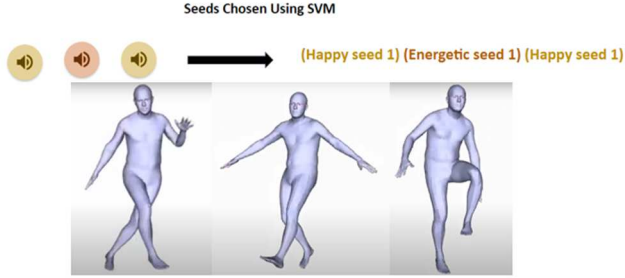 Seeds Chosen Using SVM
(Happy seed 1) (Energetic seed 1) (Happy seed 1)